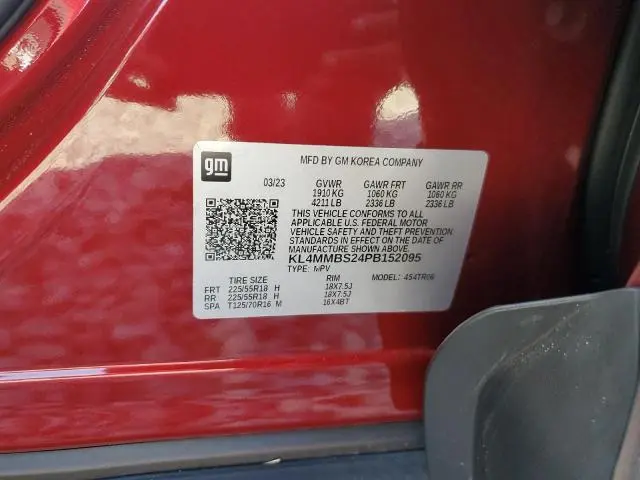 gm
MFD BY GM KOREA COMPANY
03/23 GVWR GAWR FRT GAWR RR
1910 KG 1060 KG 1060 KG
4211 LB 2336 LB 2336 LB
THIS VEHICLE CONFORMS TO ALL
APPLICABLE U.S. FEDERAL MOTOR
VEHICLE SAFETY STANDARDS IN
EFFECT ON THE DATE OF
MANUFACTURE SHOWN ABOVE.
KL4MMBS24PB152095
TYPE: MPV
TIRE SIZE RIM MODEL: 4S4TR06
FRT 225/55R18 H 18X7.5J
RR 225/55R18 H 18X7.5J
SPA T125/70R16 M 16X4BT